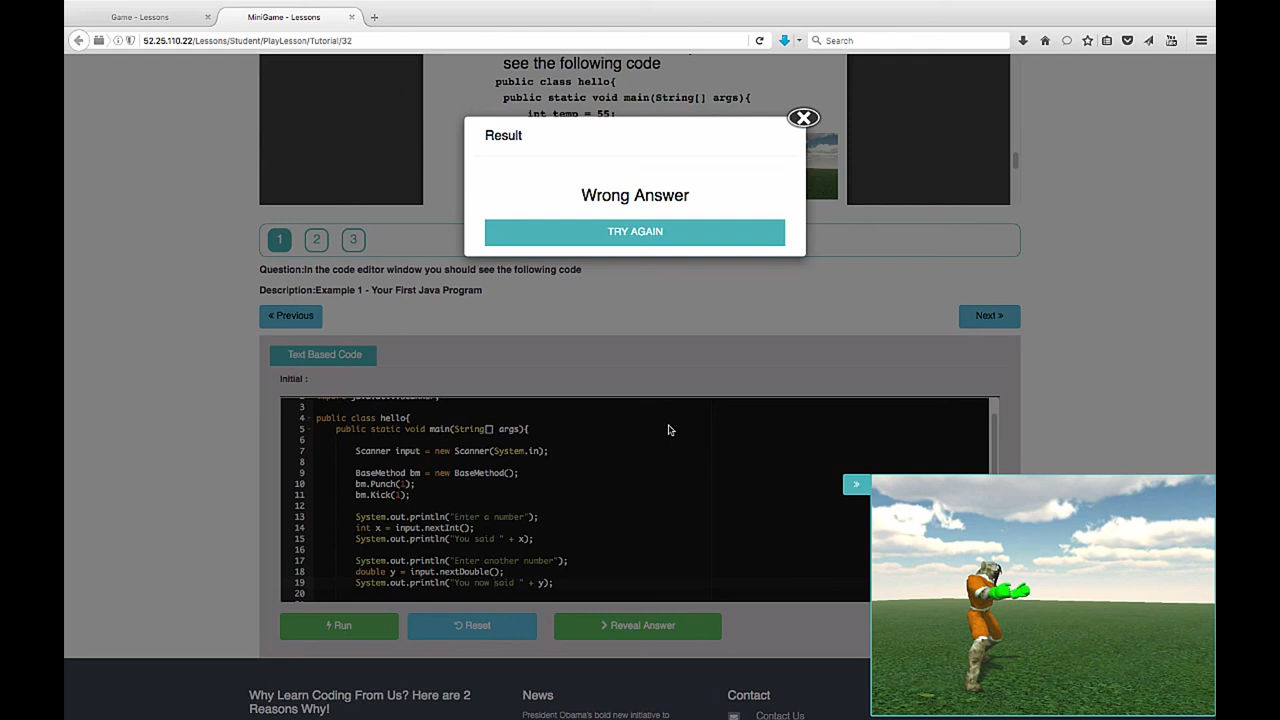 Game - Lessons
MiniGame - Lessons
52.25.110.22/Lessons/Student/PlayLesson/Tutorial/32
Search
see the following code
public class hello{
public static void main(String[] args){
int temp = 55;
Result
Wrong Answer
TRY AGAIN
1 2 3
Question:In the code editor window you should see the following code
Description:Example 1 - Your First Java Program
« Previous
Next »
Text Based Code
Initial :
3
4 public class hello{
5 public static void main(String[] args){
6
7 Scanner input = new Scanner(System.in);
8
9 BaseMethod bm = new BaseMethod();
10 bm.Punch(1);
11 bm.Kick(1);
12
13 System.out.println("Enter a number");
14 int x = input.nextInt();
15 System.out.println("You said " + x);
16
17 System.out.println("Enter another number");
18 double y = input.nextDouble();
19 System.out.println("You now said " + y);
20
Run
Reset
Reveal Answer
»
Why Learn Coding From Us? Here are 2
Reasons Why!
News
President Obama's bold new initiative to
Contact
Contact Us